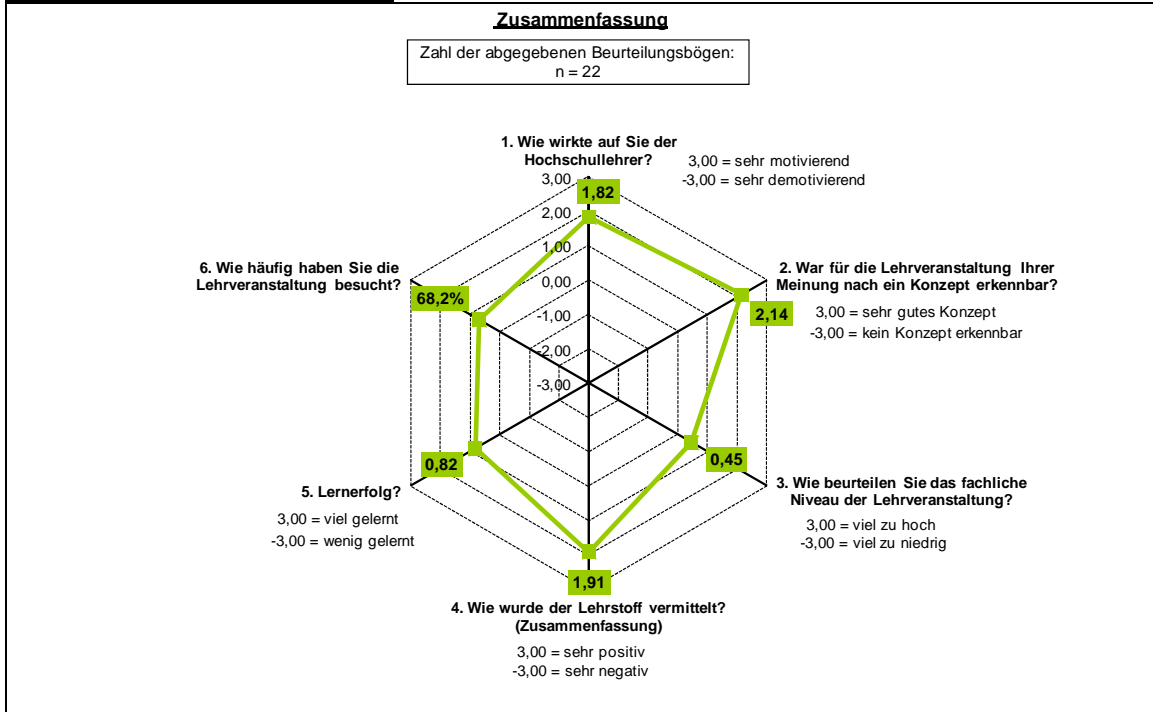 Zusammenfassung
Zahl der abgegebenen Beurteilungsbögen:
n = 22
1. Wie wirkte auf Sie der
Hochschullehrer?
3,00 = sehr motivierend
-3,00 = sehr demotivierend
3,00
1,82
2,00
1,00
0,00
-1,00
-2,00
-3,00
2. War für die Lehrveranstaltung Ihrer
Meinung nach ein Konzept erkennbar?
2,14
3,00 = sehr gutes Konzept
-3,00 = kein Konzept erkennbar
0,45
3. Wie beurteilen Sie das fachliche
Niveau der Lehrveranstaltung?
3,00 = viel zu hoch
-3,00 = viel zu niedrig
1,91
4. Wie wurde der Lehrstoff vermittelt?
(Zusammenfassung)
3,00 = sehr positiv
-3,00 = sehr negativ
0,82
5. Lernerfolg?
3,00 = viel gelernt
-3,00 = wenig gelernt
6. Wie häufig haben Sie die
Lehrveranstaltung besucht?
68,2%